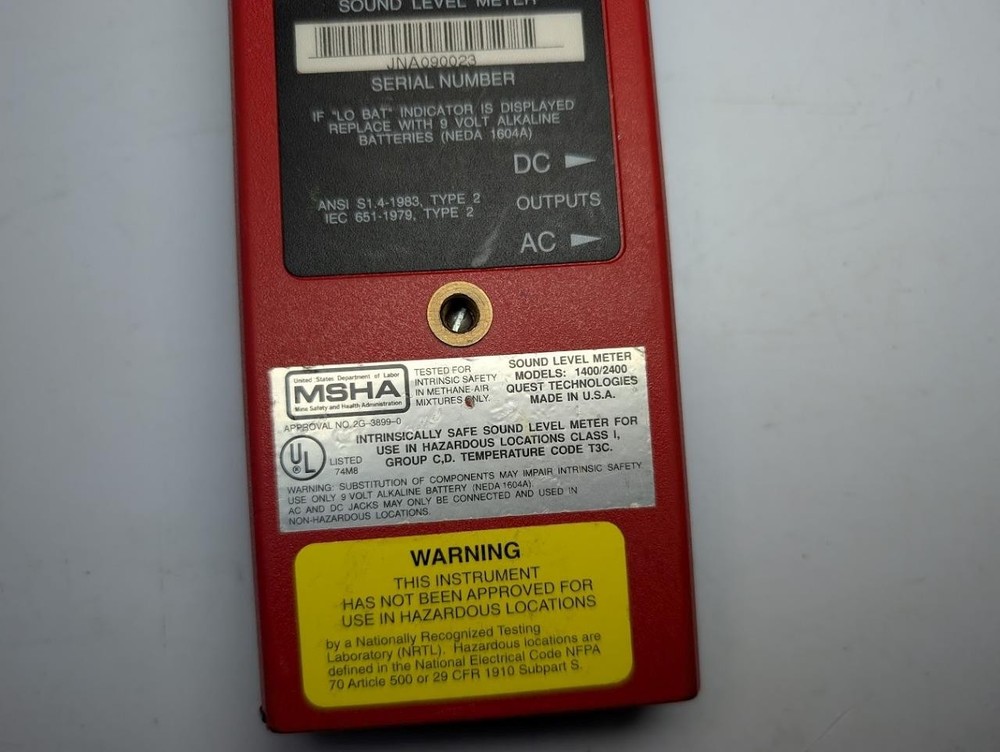 SOUND LEVEL METER
JNA090023
SERIAL NUMBER
IF "LO BAT" INDICATOR IS DISPLAYED
REPLACE WITH 9 VOLT ALKALINE
BATTERIES (NEDA 1604A)
DC
ANSI S1.4-1983, TYPE 2
IEC 651-1979, TYPE 2
OUTPUTS
AC
United States Department of Labor
MSHA
Mine Safety and Health Administration
APPROVAL NO. 2G-3899-0
TESTED FOR
INTRINSIC SAFETY
IN METHANE-AIR
MIXTURES ONLY.
SOUND LEVEL METER
MODELS: 1400/2400
QUEST TECHNOLOGIES
MADE IN U.S.A.
UL
®
LISTED
74M8
INTRINSICALLY SAFE SOUND LEVEL METER FOR
USE IN HAZARDOUS LOCATIONS CLASS I,
GROUP C,D. TEMPERATURE CODE T3C.
WARNING: SUBSTITUTION OF COMPONENTS MAY IMPAIR INTRINSIC SAFETY
USE ONLY 9 VOLT ALKALINE BATTERY (NEDA 1604A)
AC AND DC JACKS MAY ONLY BE CONNECTED AND USED IN
NON-HAZARDOUS LOCATIONS.
WARNING
THIS INSTRUMENT
HAS NOT BEEN APPROVED FOR
USE IN HAZARDOUS LOCATIONS
by a Nationally Recognized Testing
Laboratory (NRTL). Hazardous locations are
defined in the National Electrical Code NFPA
70 Article 500 or 29 CFR 1910 Subpart S.